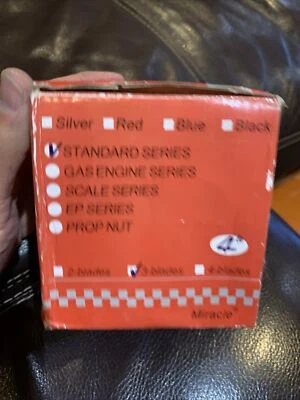 Silver Red Blue Black
STANDARD SERIES
GAS ENGINE SERIES
SCALE SERIES
EP SERIES
PROP NUT
4"
2-blades 3-blades 4-blades
Miracle